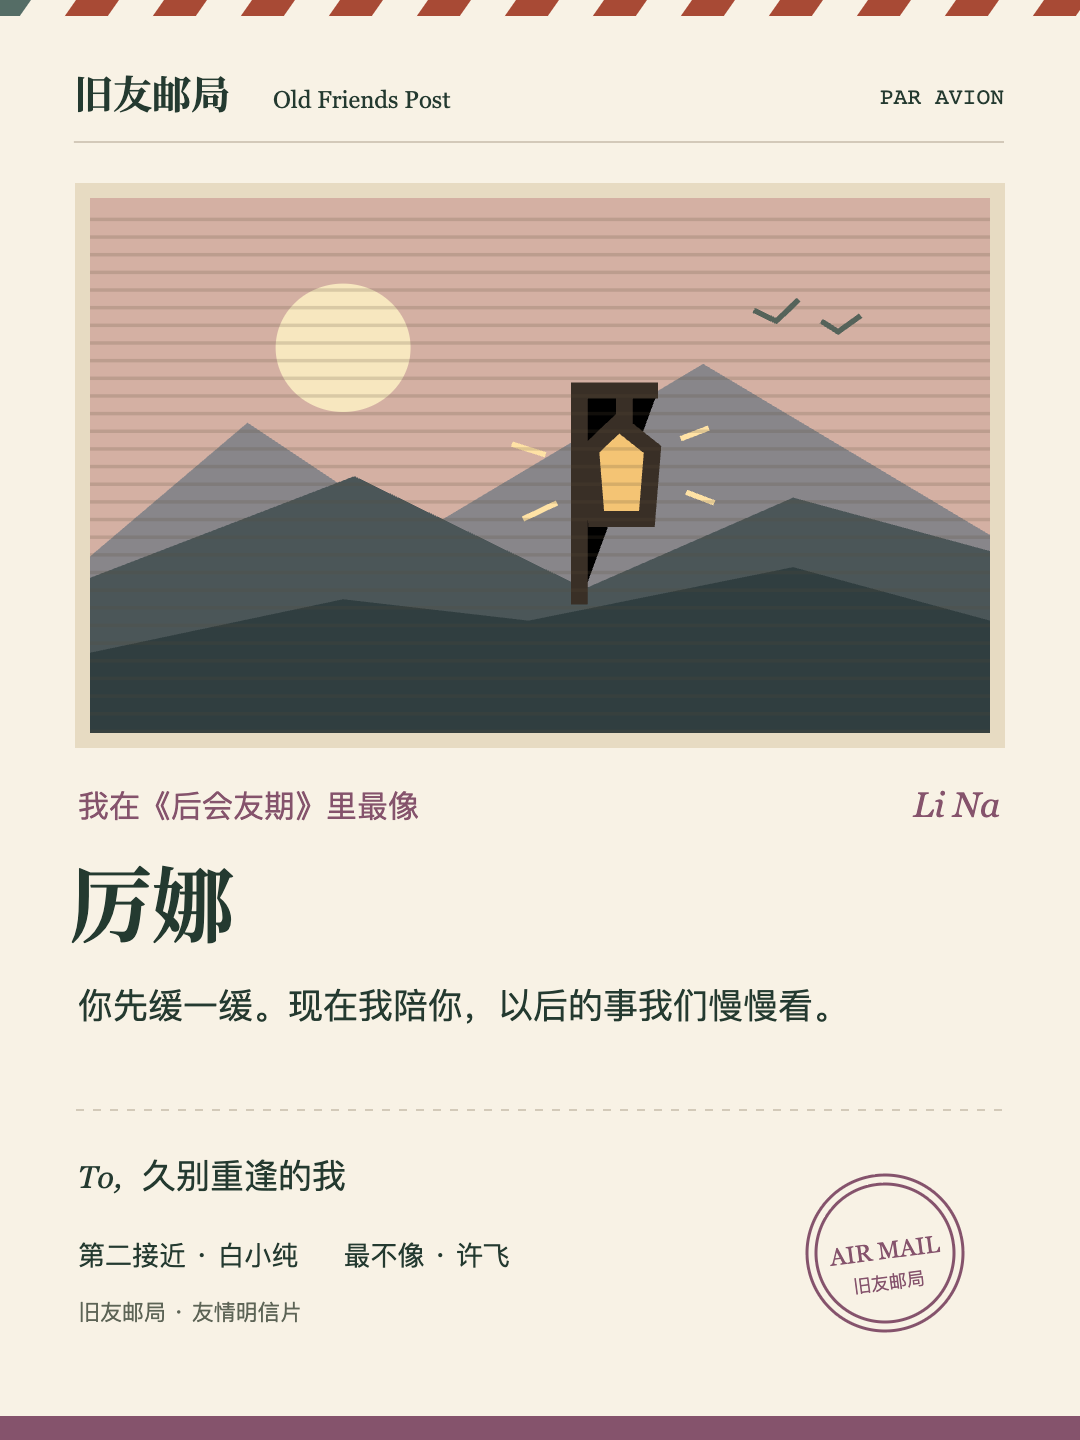 旧友邮局 Old Friends Post PAR AVION
我在《后会友期》里最像 Li Na
厉娜
你先缓一缓。现在我陪你，以后的事我们慢慢看。
To, 久别重逢的我
第二接近 · 白小纯 最不像 · 许飞
旧友邮局 · 友情明信片
AIR MAIL
旧友邮局